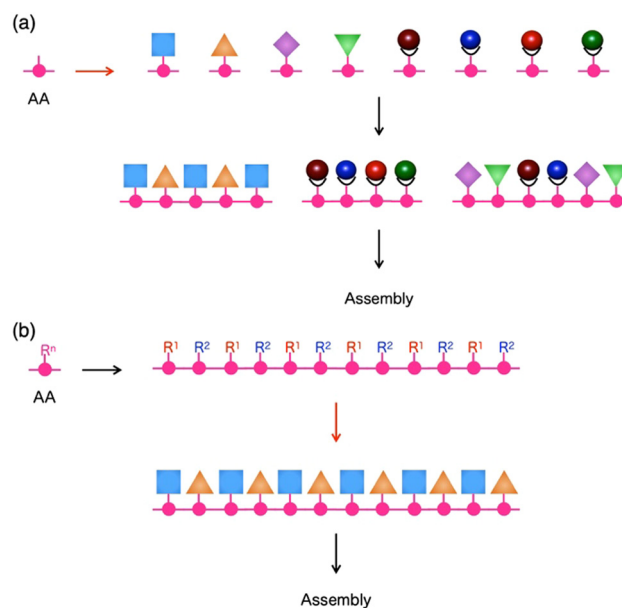 (a)
AA
Assembly
(b)
Rⁿ
AA
R¹ R² R¹ R² R¹ R² R¹ R² R¹ R² R¹ R²
Assembly